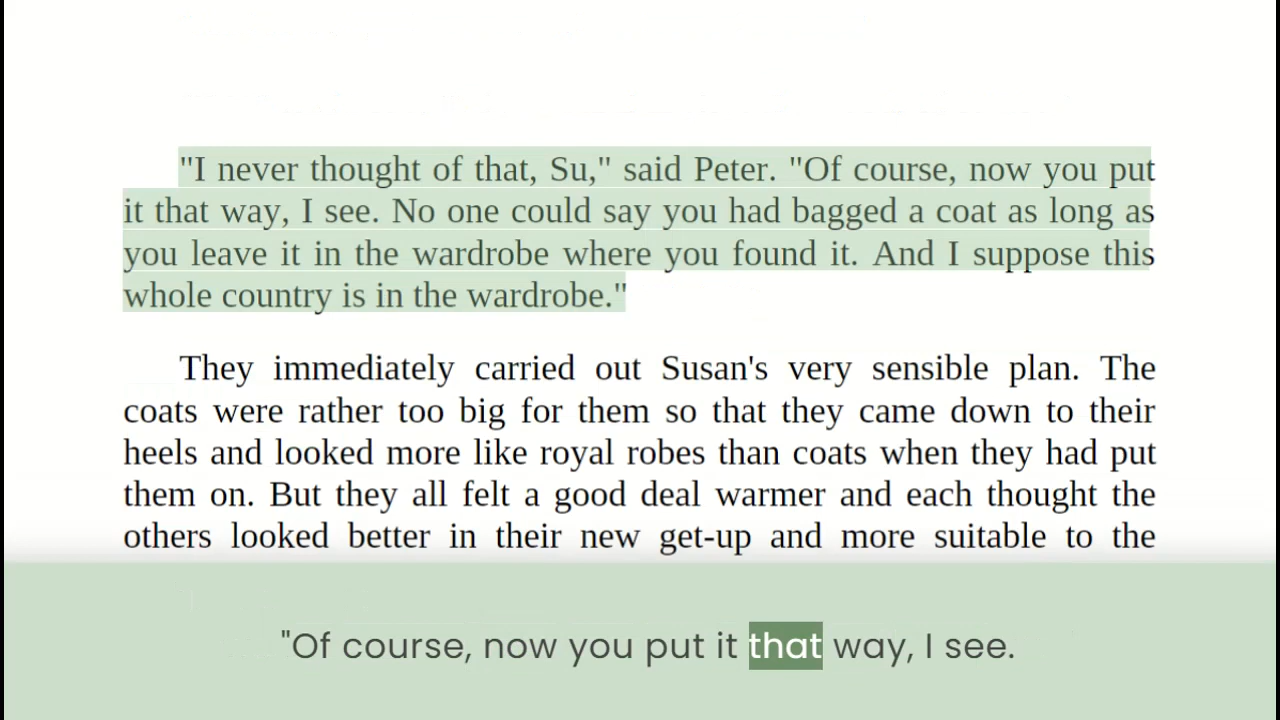 "I never thought of that, Su," said Peter. "Of course, now you put
it that way, I see. No one could say you had bagged a coat as long as
you leave it in the wardrobe where you found it. And I suppose this
whole country is in the wardrobe."
They immediately carried out Susan's very sensible plan. The
coats were rather too big for them so that they came down to their
heels and looked more like royal robes than coats when they had put
them on. But they all felt a good deal warmer and each thought the
others looked better in their new get-up and more suitable to the
"Of course, now you put it that way, I see.